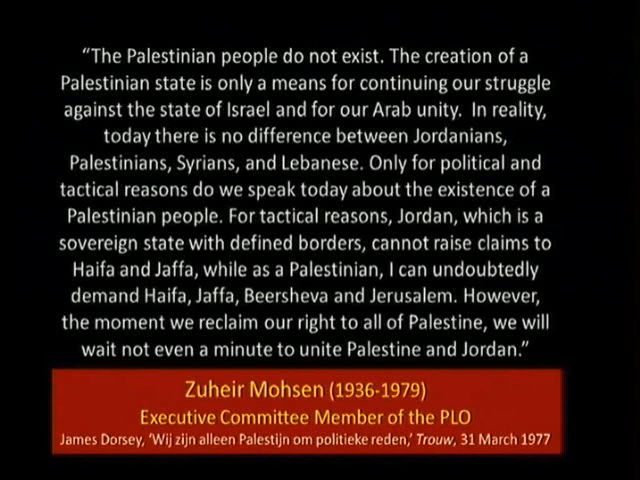 “The Palestinian people do not exist. The creation of a
Palestinian state is only a means for continuing our struggle
against the state of Israel and for our Arab unity.  In reality,
today there is no difference between Jordanians,
Palestinians, Syrians, and Lebanese. Only for political and
tactical reasons do we speak today about the existence of a
Palestinian people. For tactical reasons, Jordan, which is a
sovereign state with defined borders, cannot raise claims to
Haifa and Jaffa, while as a Palestinian, I can undoubtedly
demand Haifa, Jaffa, Beersheva and Jerusalem. However,
the moment we reclaim our right to all of Palestine, we will
wait not even a minute to unite Palestine and Jordan.”
Zuheir Mohsen (1936-1979)
Executive Committee Member of the PLO
James Dorsey, ‘Wij zijn alleen Palestijn om politieke reden,’ Trouw, 31 March 1977